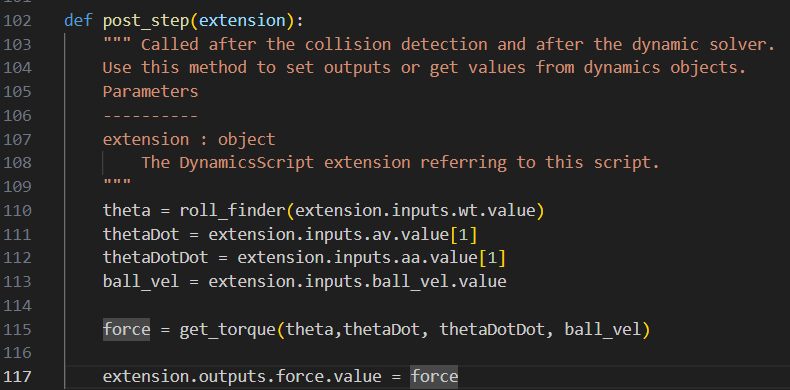 102 def post_step(extension):
103     """ Called after the collision detection and after the dynamic solver.
104     Use this method to set outputs or get values from dynamics objects.
105     Parameters
106     ----------
107     extension : object
108         The DynamicsScript extension referring to this script.
109     """
110     theta = roll_finder(extension.inputs.wt.value)
111     thetaDot = extension.inputs.av.value[1]
112     thetaDotDot = extension.inputs.aa.value[1]
113     ball_vel = extension.inputs.ball_vel.value
114
115     force = get_torque(theta,thetaDot, thetaDotDot, ball_vel)
116
117     extension.outputs.force.value = force